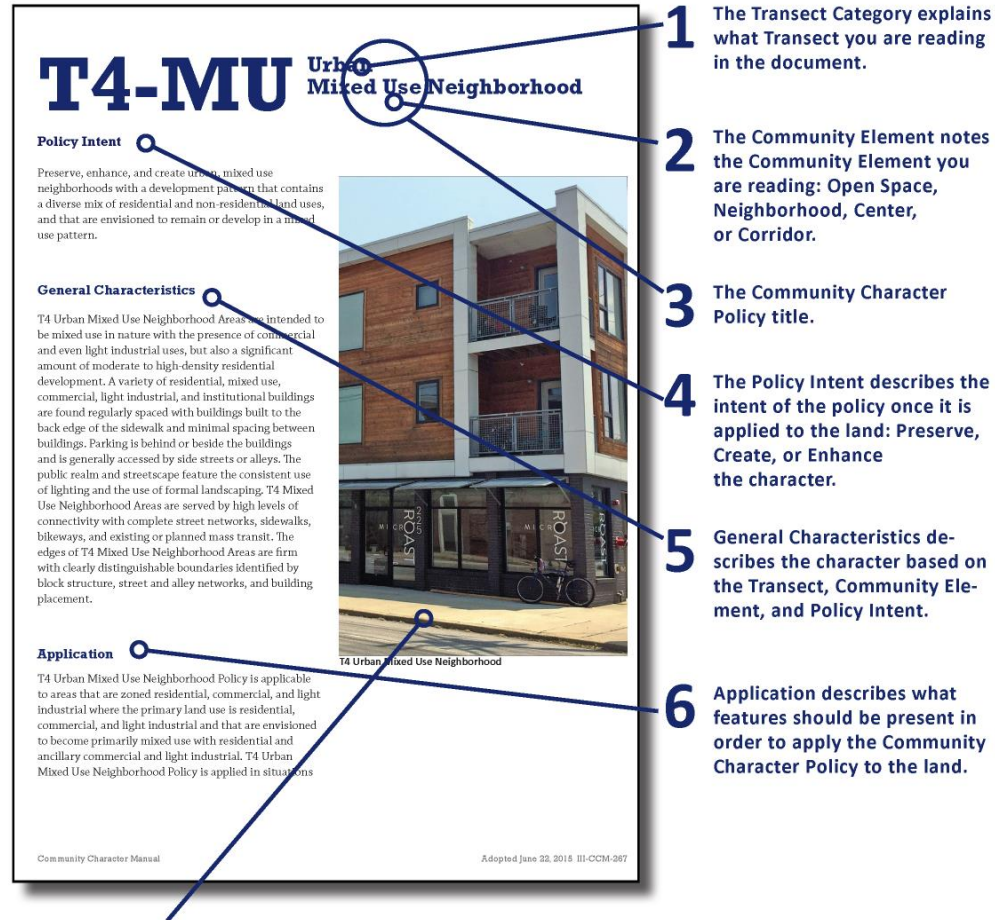 T4-MU
Urban
Mixed Use Neighborhood
Policy Intent
Preserve, enhance, and create urban, mixed use
neighborhoods with a development pattern that contains
a diverse mix of residential and non-residential land uses,
and that are envisioned to remain or develop in a mixed
use pattern.
General Characteristics
T4 Urban Mixed Use Neighborhood Areas are intended to
be mixed use in nature with the presence of commercial
and even light industrial uses, but also a significant
amount of moderate to high-density residential
development. A variety of residential, mixed use,
commercial, light industrial, and institutional buildings
are found regularly spaced with buildings built to the
back edge of the sidewalk and minimal spacing between
buildings. Parking is behind or beside the buildings
and is generally accessed by side streets or alleys. The
public realm and streetscape feature the consistent use
of lighting and the use of formal landscaping. T4 Mixed
Use Neighborhood Areas are served by high levels of
connectivity with complete street networks, sidewalks,
bikeways, and existing or planned mass transit. The
edges of T4 Mixed Use Neighborhood Areas are firm
with clearly distinguishable boundaries identified by
block structure, street and alley networks, and building
placement.
Application
T4 Urban Mixed Use Neighborhood Policy is applicable
to areas that are zoned residential, commercial, and light
industrial where the primary land use is residential,
commercial, and light industrial and that are envisioned
to become primarily mixed use with residential and
ancillary commercial and light industrial. T4 Urban
Mixed Use Neighborhood Policy is applied in situations
MICRO
ROAST
225
MICRO
ROAST
ROAST
T4 Urban Mixed Use Neighborhood
Community Character Manual
Adopted June 22, 2015 III-CCM-267
1
The Transect Category explains
what Transect you are reading
in the document.
2
The Community Element notes
the Community Element you
are reading: Open Space,
Neighborhood, Center,
or Corridor.
3
The Community Character
Policy title.
4
The Policy Intent describes the
intent of the policy once it is
applied to the land: Preserve,
Create, or Enhance
the character.
5
General Characteristics de-
scribes the character based on
the Transect, Community Ele-
ment, and Policy Intent.
6
Application describes what
features should be present in
order to apply the Community
Character Policy to the land.